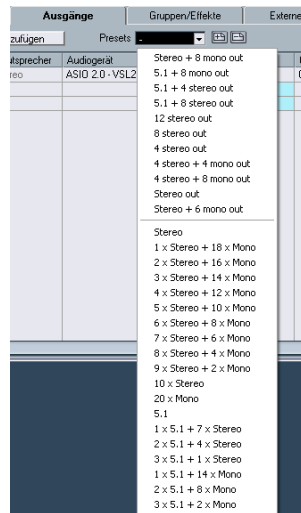 Ausgänge Gruppen/Effekte Externe
zufügen Presets -
Audiogerät
ASIO 2.0 - VSL2
Stereo + 8 mono out
5.1 + 8 mono out
5.1 + 4 stereo out
5.1 + 8 stereo out
12 stereo out
8 stereo out
4 stereo out
4 stereo + 4 mono out
4 stereo + 8 mono out
Stereo out
Stereo + 6 mono out
Stereo
1 x Stereo + 18 x Mono
2 x Stereo + 16 x Mono
3 x Stereo + 14 x Mono
4 x Stereo + 12 x Mono
5 x Stereo + 10 x Mono
6 x Stereo + 8 x Mono
7 x Stereo + 6 x Mono
8 x Stereo + 4 x Mono
9 x Stereo + 2 x Mono
10 x Stereo
20 x Mono
5.1
1 x 5.1 + 7 x Stereo
2 x 5.1 + 4 x Stereo
3 x 5.1 + 1 x Stereo
1 x 5.1 + 14 x Mono
2 x 5.1 + 8 x Mono
3 x 5.1 + 2 x Mono